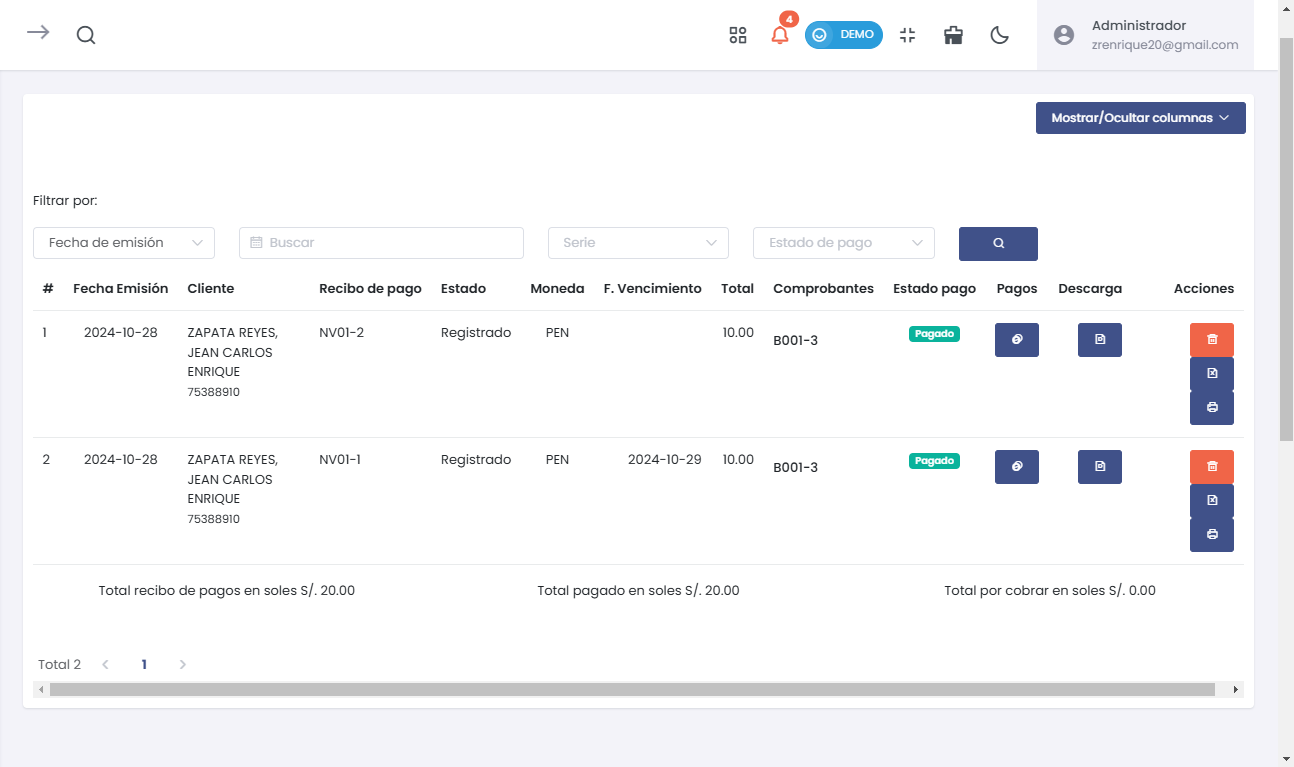 4
DEMO
Administrador
zrenrique20@gmail.com
Mostrar/Ocultar columnas
Filtrar por:
Fecha de emisión
Buscar
Serie
Estado de pago
# Fecha Emisión Cliente Recibo de pago Estado Moneda F. Vencimiento Total Comprobantes Estado pago Pagos Descarga Acciones
1 2024-10-28 ZAPATA REYES, NV01-2 Registrado PEN 10.00 B001-3 Pagado
JEAN CARLOS
ENRIQUE
75388910
2 2024-10-28 ZAPATA REYES, NV01-1 Registrado PEN 2024-10-29 10.00 B001-3 Pagado
JEAN CARLOS
ENRIQUE
75388910
Total recibo de pagos en soles S/. 20.00 Total pagado en soles S/. 20.00 Total por cobrar en soles S/. 0.00
Total 2 1